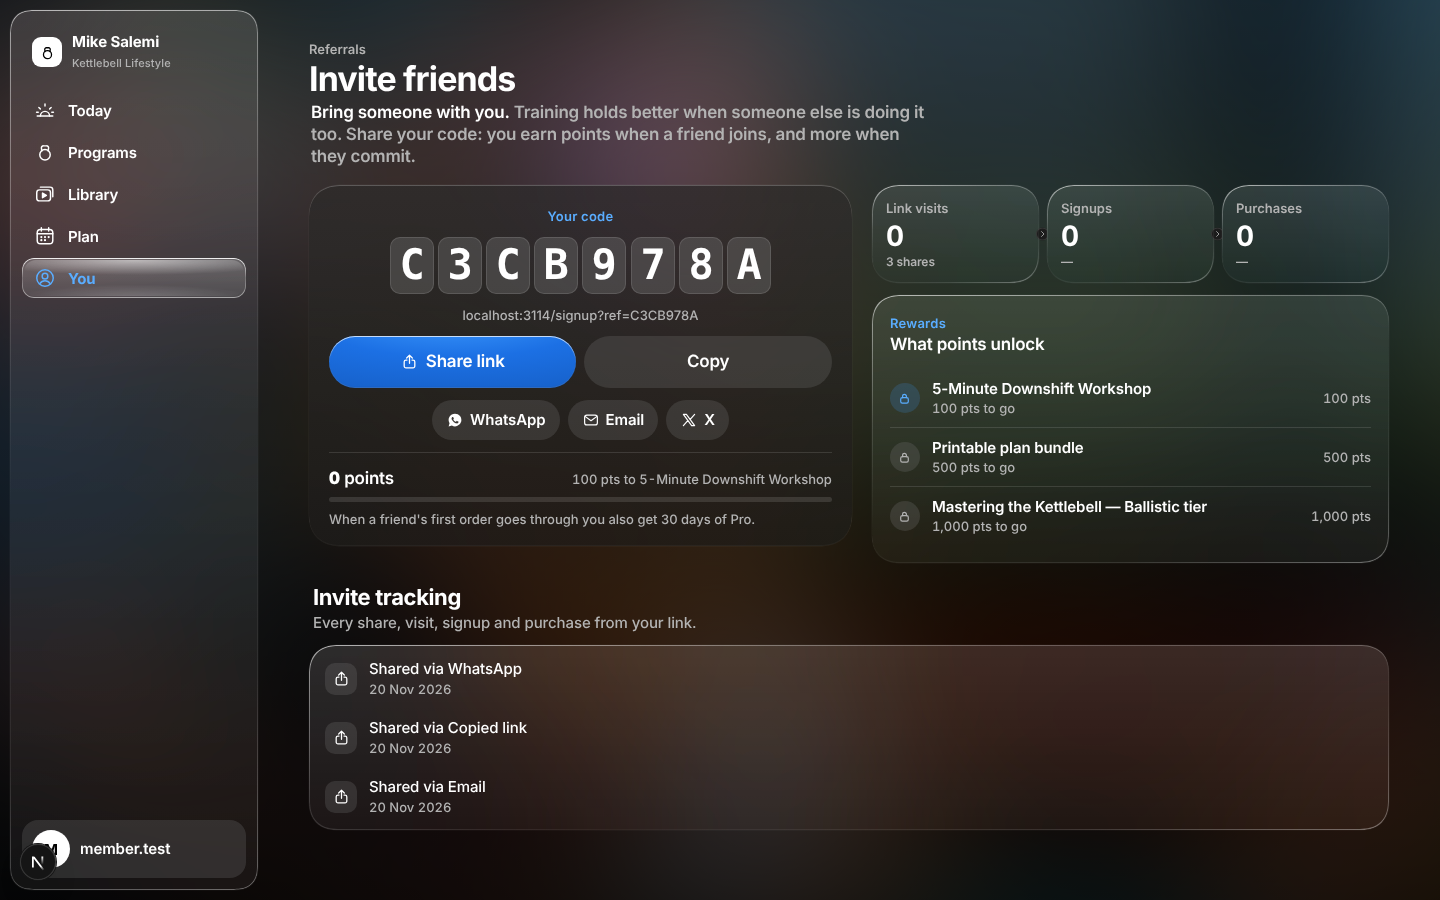 Mike Salemi
Kettlebell Lifestyle
Today
Programs
Library
Plan
You
member.test
Referrals
Invite friends
Bring someone with you. Training holds better when someone else is doing it
too. Share your code: you earn points when a friend joins, and more when
they commit.
Your code
C3CB978A
localhost:3114/signup?ref=C3CB978A
Share link
Copy
WhatsApp
Email
X
0 points
100 pts to 5-Minute Downshift Workshop
When a friend's first order goes through you also get 30 days of Pro.
Link visits
0
3 shares
Signups
0
—
Purchases
0
—
Rewards
What points unlock
5-Minute Downshift Workshop
100 pts to go
100 pts
Printable plan bundle
500 pts to go
500 pts
Mastering the Kettlebell — Ballistic tier
1,000 pts to go
1,000 pts
Invite tracking
Every share, visit, signup and purchase from your link.
Shared via WhatsApp
20 Nov 2026
Shared via Copied link
20 Nov 2026
Shared via Email
20 Nov 2026